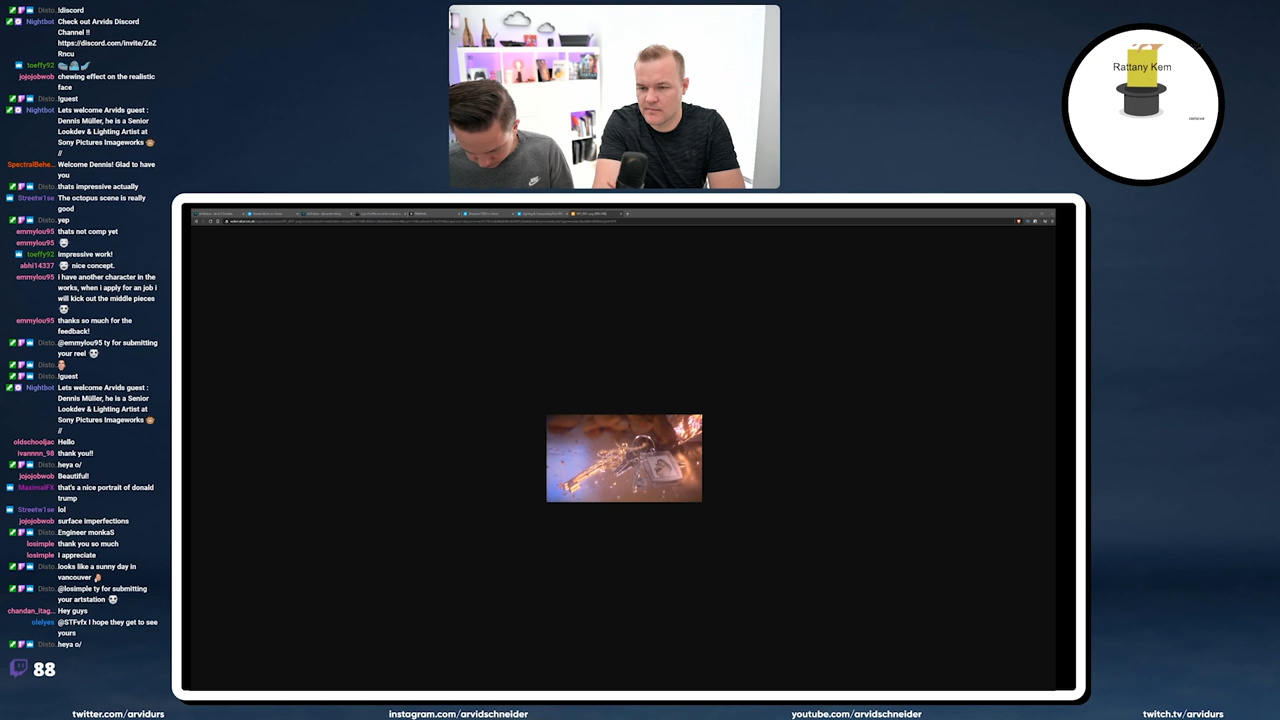 Disto. !discord
Nightbot Check out Arvids Discord
Channel !!
https://discord.com/invite/ZeZ
Rncu
toeffy92
jojojobwob chewing effect on the realistic
face
Disto. !guest
Nightbot Lets welcome Arvids guest :
Dennis Müller, he is a Senior
Lookdev & Lighting Artist at
Sony Pictures Imageworks
//
SpectralBehe... Welcome Dennis! Glad to have
you
Disto. thats impressive actually
Streetw1se The octopus scene is really
good
Disto. yep
emmylou95 thats not comp yet
emmylou95
toeffy92 impressive work!
abhi14337 nice concept.
emmylou95 i have another character in the
works, when i apply for an job i
will kick out the middle pieces
emmylou95 thanks so much for the
feedback!
Disto. @emmylou95 ty for submitting
your reel
Disto.
Disto. !guest
Nightbot Lets welcome Arvids guest :
Dennis Müller, he is a Senior
Lookdev & Lighting Artist at
Sony Pictures Imageworks
//
oldschooljac Hello
ivannnn_98 thank you!!
Disto. heya o/
jojojobwob Beautiful!
MaximalFX that's a nice portrait of donald
trump
Streetw1se lol
jojojobwob surface imperfections
Disto. Engineer monkaS
losimple thank you so much
losimple I appreciate
Disto. looks like a sunny day in
vancouver
Disto. @losimple ty for submitting
your artstation
chandan_itag... Hey guys
olelyes @STFvfx I hope they get to see
yours
Disto. heya o/
88
Rattany Kem
remove
twitter.com/arvidurs
instagram.com/arvidschneider
youtube.com/arvidschneider
twitch.tv/arvidurs